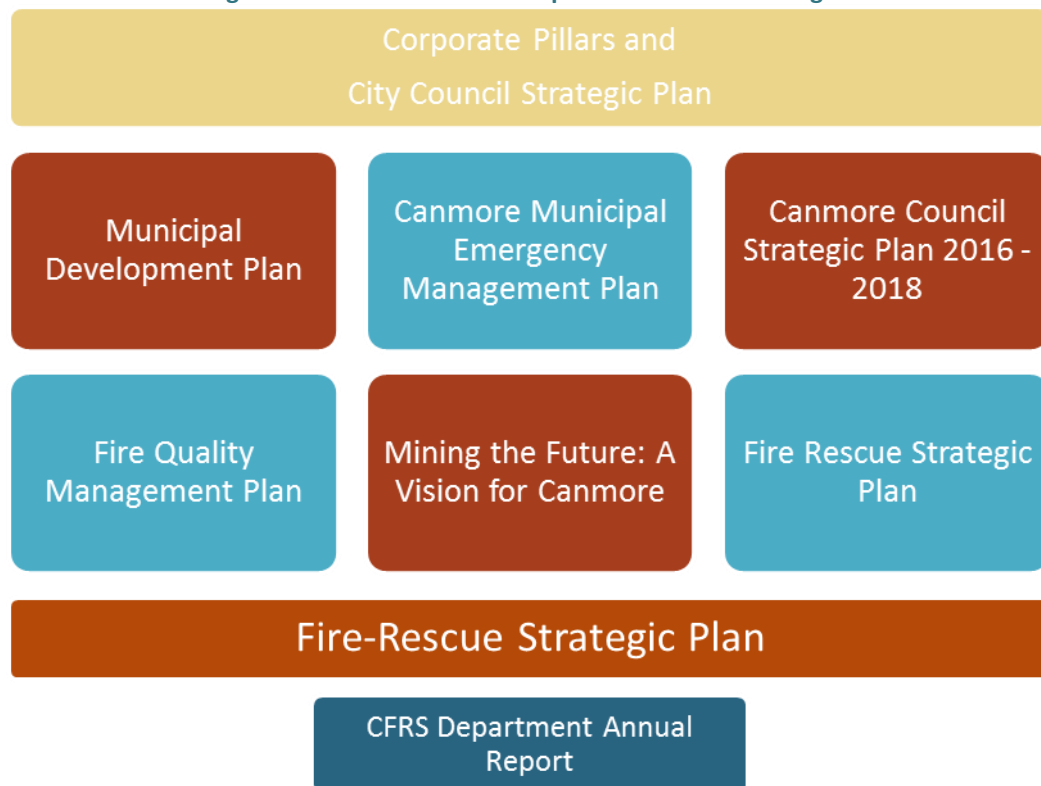 Corporate Pillars and
City Council Strategic Plan
Municipal
Development Plan
Canmore Municipal
Emergency
Management Plan
Canmore Council
Strategic Plan 2016 -
2018
Fire Quality
Management Plan
Mining the Future: A
Vision for Canmore
Fire Rescue Strategic
Plan
Fire-Rescue Strategic Plan
CFRS Department Annual
Report